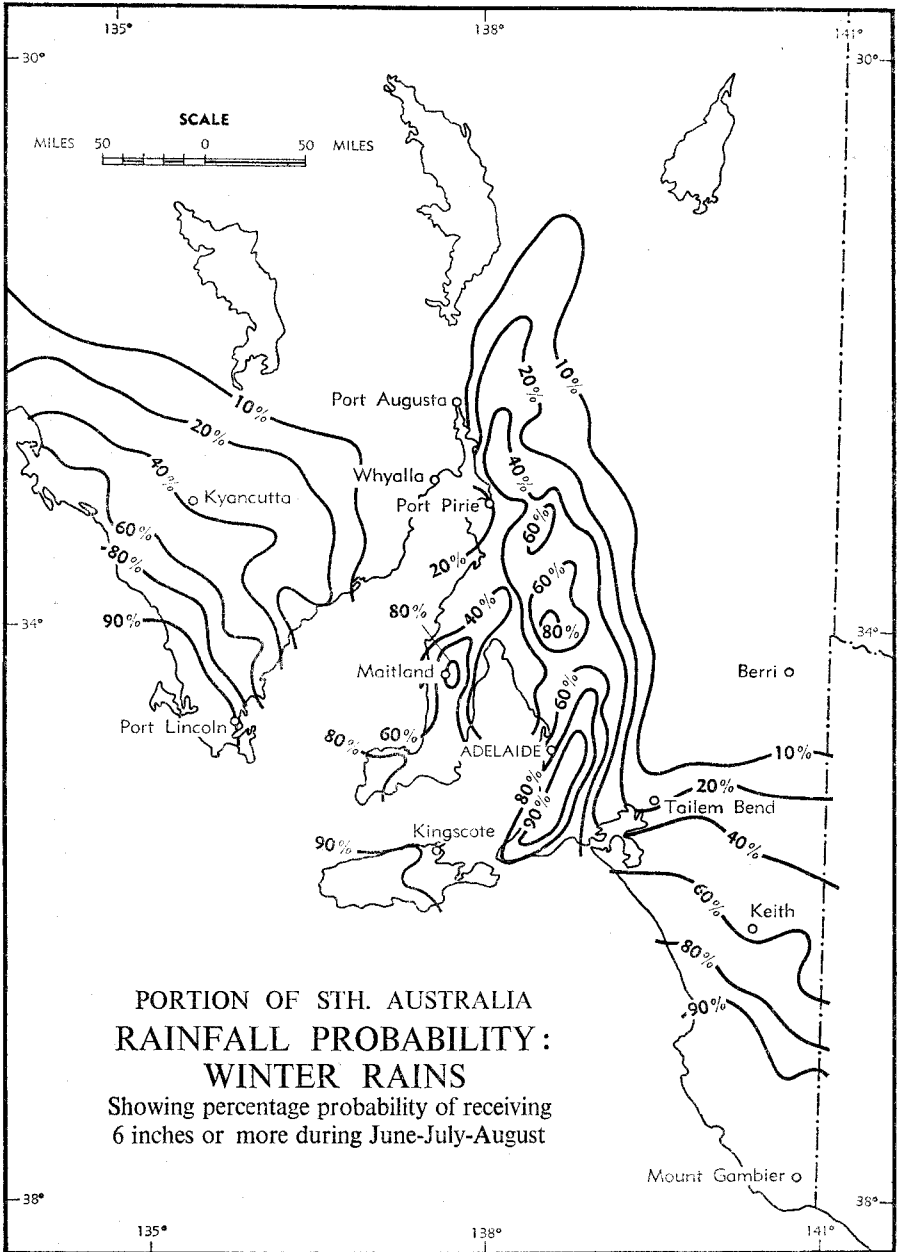 135°
138°
141°
30°
30°
SCALE
MILES 50 0 50 MILES
10%
20%
10%
Port Augusta
20%
40%
40%
Whyalla
Kyancutta
Port Pirie
60%
60%
80%
20%
60%
80%
40%
90%
34°
80%
34°
Maitland
Berri
60%
Port Lincoln
60%
80%
ADELAIDE
10%
80%
20%
90%
Tailem Bend
Kingscote
40%
90%
60%
Keith
80%
90%
PORTION OF STH. AUSTRALIA
RAINFALL PROBABILITY:
WINTER RAINS
Showing percentage probability of receiving
6 inches or more during June-July-August
Mount Gambier
38°
38°
135°
138°
141°